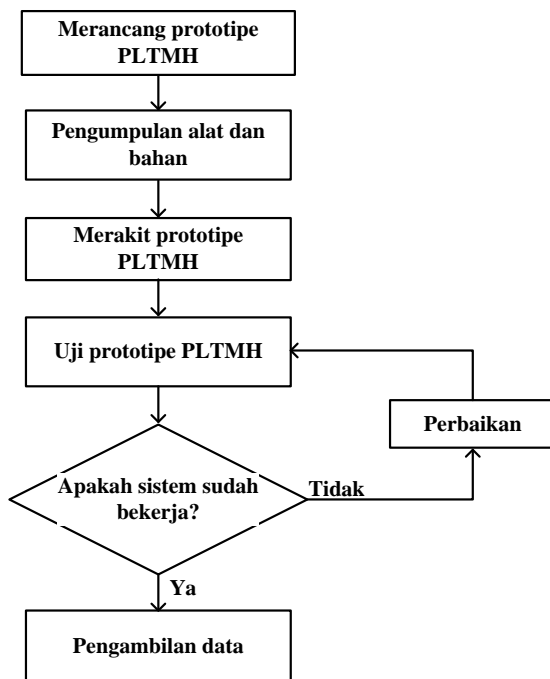 Merancang prototipe
PLTMH
Pengumpulan alat dan
bahan
Merakit prototipe
PLTMH
Uji prototipe PLTMH
Perbaikan
Apakah sistem sudah
bekerja?
Tidak
Ya
Pengambilan data